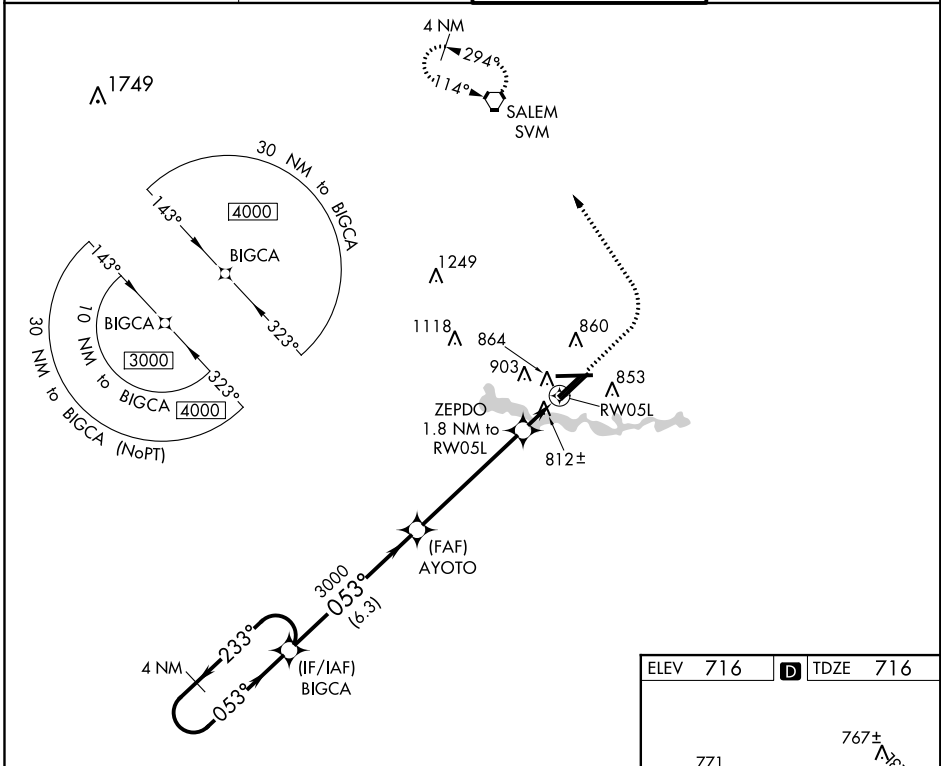 4 NM
294°
114°
SALEM
SVM
1749
30 NM to BIGCA
143°
4000
BIGCA
323°
143°
BIGCA
10 NM to BIGCA
3000
323°
4000
30 NM to BIGCA (NoPT)
1249
1118
864
860
903
853
RW05L
ZEPDO
1.8 NM to
RW05L
812±
(FAF)
AYOTO
3000
053°
(6.3)
4 NM
233°
053°
(IF/IAF)
BIGCA
ELEV 716
D
TDZE 716
767±
771